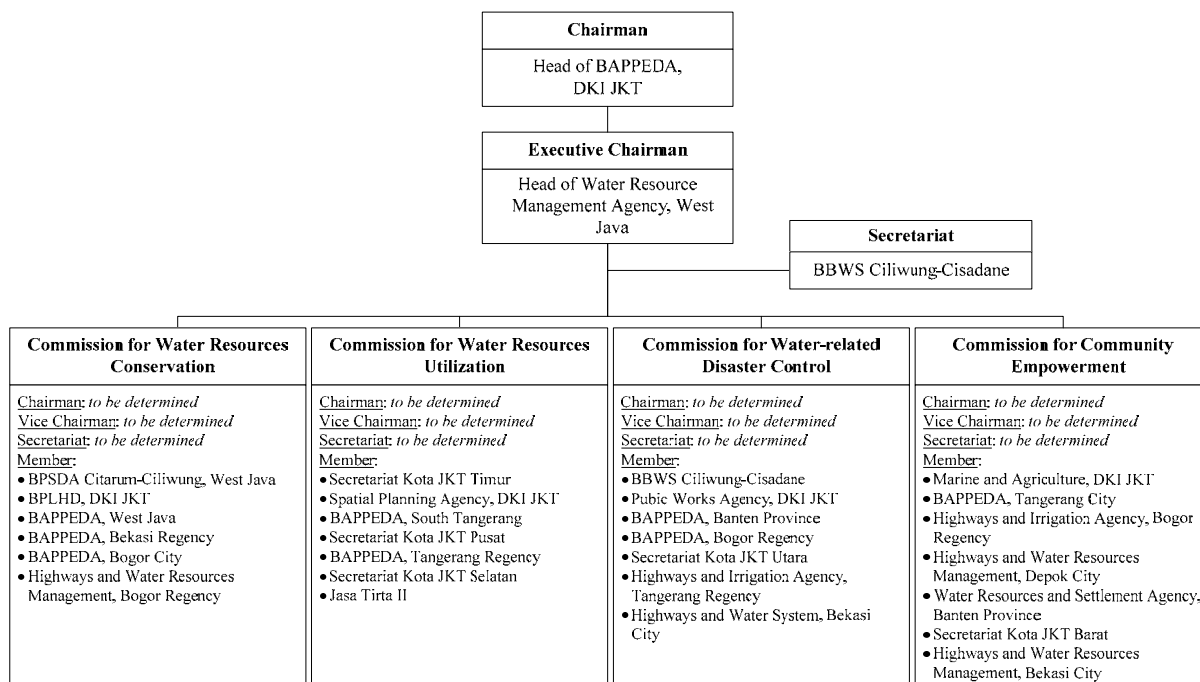 Chairman
Head of BAPPEDA,
DKI JKT
Executive Chairman
Head of Water Resource
Management Agency, West
Java
Secretariat
BBWS Ciliwung-Cisadane
Commission for Water Resources
Conservation
Chairman: to be determined
Vice Chairman: to be determined
Secretariat: to be determined
Member:
• BPSDA Citarum-Ciliwung, West Java
• BPLHD, DKI JKT
• BAPPEDA, West Java
• BAPPEDA, Bekasi Regency
• BAPPEDA, Bogor City
• Highways and Water Resources
Management, Bogor Regency
Commission for Water Resources
Utilization
Chairman: to be determined
Vice Chairman: to be determined
Secretariat: to be determined
Member:
• Secretariat Kota JKT Timur
• Spatial Planning Agency, DKI JKT
• BAPPEDA, South Tangerang
• Secretariat Kota JKT Pusat
• BAPPEDA, Tangerang Regency
• Secretariat Kota JKT Selatan
• Jasa Tirta II
Commission for Water-related
Disaster Control
Chairman: to be determined
Vice Chairman: to be determined
Secretariat: to be determined
Member:
• BBWS Ciliwung-Cisadane
• Pubic Works Agency, DKI JKT
• BAPPEDA, Banten Province
• BAPPEDA, Bogor Regency
• Secretariat Kota JKT Utara
• Highways and Irrigation Agency,
Tangerang Regency
• Highways and Water System, Bekasi
City
Commission for Community
Empowerment
Chairman: to be determined
Vice Chairman: to be determined
Secretariat: to be determined
Member:
• Marine and Agriculture, DKI JKT
• BAPPEDA, Tangerang City
• Highways and Irrigation Agency, Bogor
Regency
• Highways and Water Resources
Management, Depok City
• Water Resources and Settlement Agency,
Banten Province
• Secretariat Kota JKT Barat
• Highways and Water Resources
Management, Bekasi City